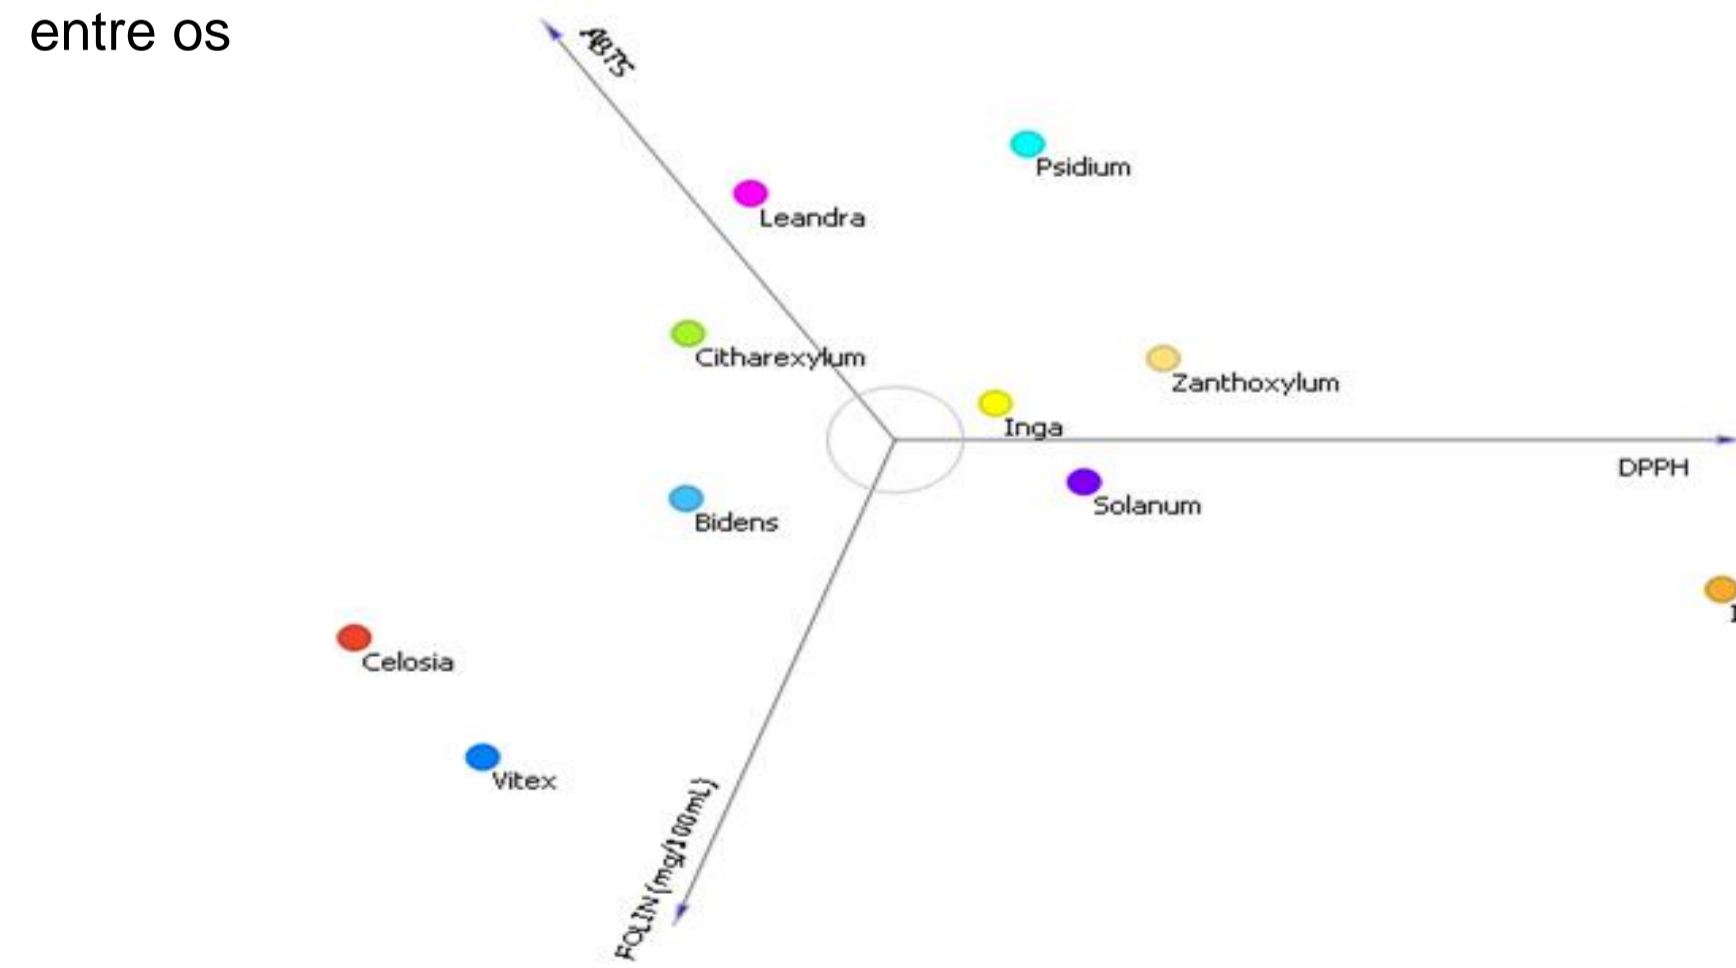 entre os
ABTS
Psidium
Leandra
Citharexylum
Zanthoxylum
Inga
DPPH
Solanum
Bidens
Celosia
Vitex
FOLIN (mg/100mL)